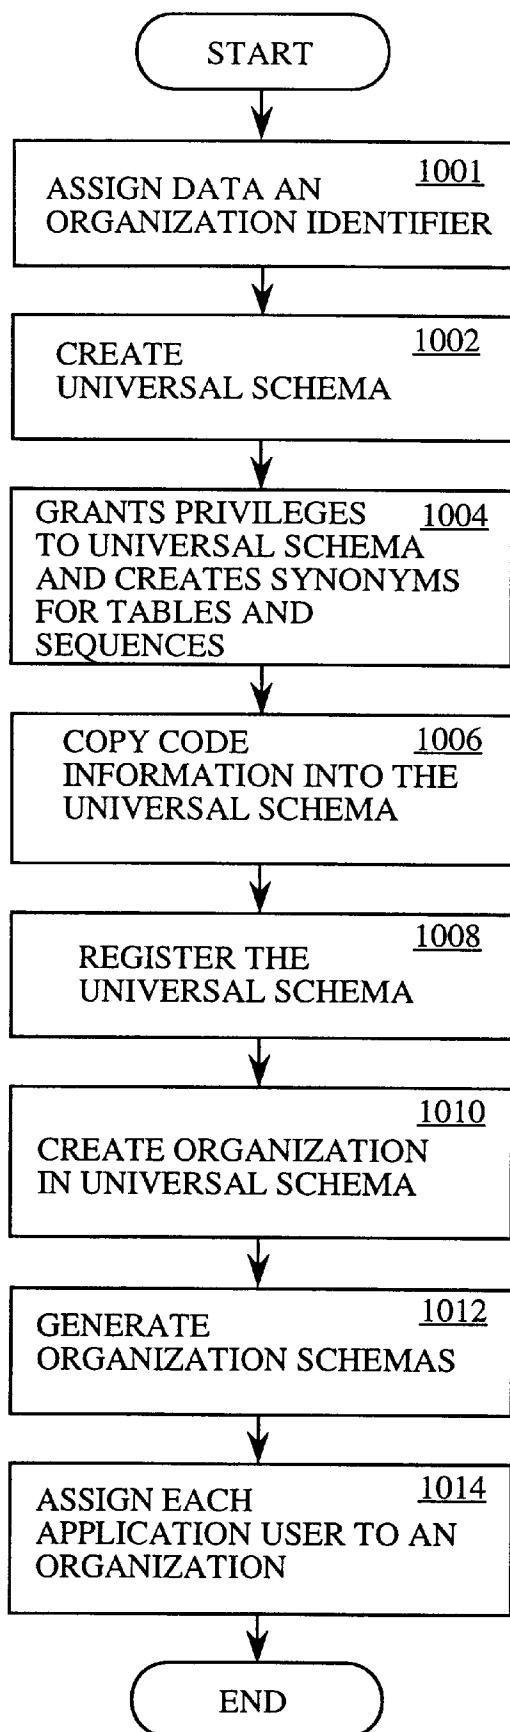 START
1001
ASSIGN DATA AN
ORGANIZATION IDENTIFIER
1002
CREATE
UNIVERSAL SCHEMA
GRANTS PRIVILEGES 1004
TO UNIVERSAL SCHEMA
AND CREATES SYNONYMS
FOR TABLES AND
SEQUENCES
COPY CODE 1006
INFORMATION INTO THE
UNIVERSAL SCHEMA
1008
REGISTER THE
UNIVERSAL SCHEMA
1010
CREATE ORGANIZATION
IN UNIVERSAL SCHEMA
1012
GENERATE
ORGANIZATION SCHEMAS
1014
ASSIGN EACH
APPLICATION USER TO AN
ORGANIZATION
END